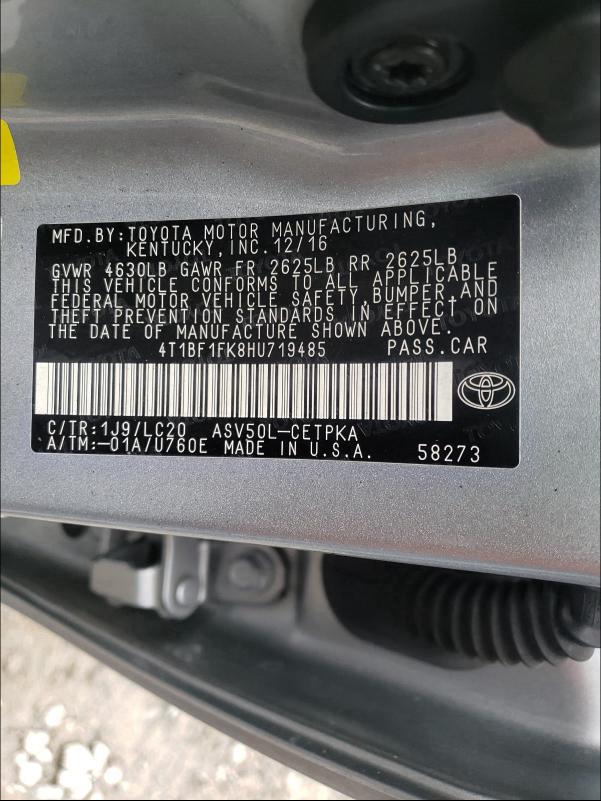 MFD.BY:TOYOTA MOTOR MANUFACTURING,
KENTUCKY, INC. 12/16
GVWR 4630LB GAWR FR 2625LB RR 2625LB
THIS VEHICLE CONFORMS TO ALL APPLICABLE
FEDERAL MOTOR VEHICLE SAFETY,BUMPER,AND
THEFT PREVENTION STANDARDS IN EFFECT ON
THE DATE OF MANUFACTURE SHOWN ABOVE.
4T1BF1FK8HU719485 PASS.CAR
C/TR:1J9/LC20 ASV50L-CETPKA
A/TM:-01A/U760E MADE IN U.S.A. 58273